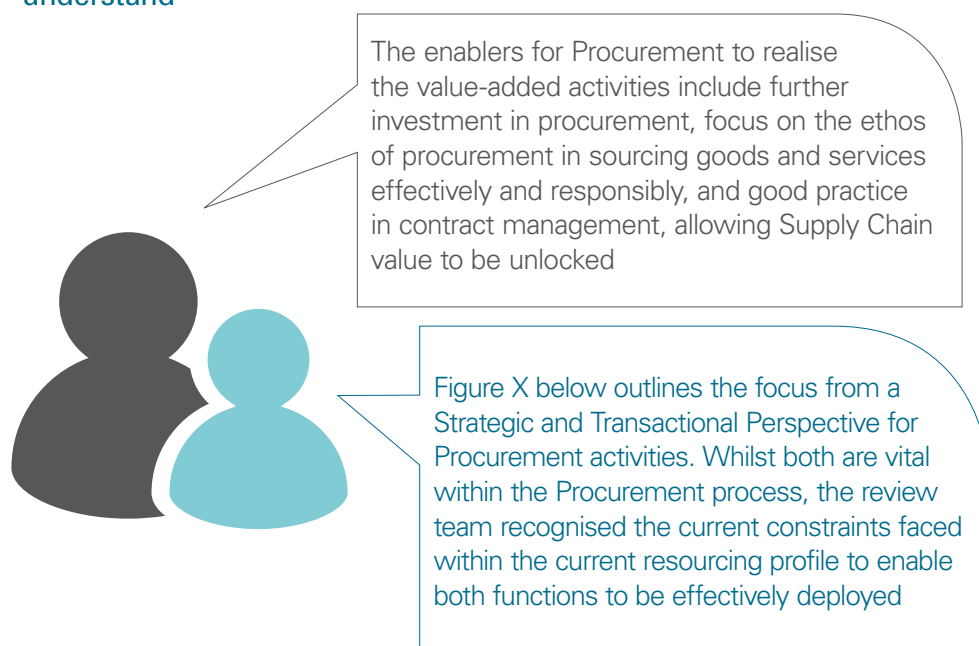 understand
The enablers for Procurement to realise
the value-added activities include further
investment in procurement, focus on the ethos
of procurement in sourcing goods and services
effectively and responsibly, and good practice
in contract management, allowing Supply Chain
value to be unlocked
Figure X below outlines the focus from a
Strategic and Transactional Perspective for
Procurement activities. Whilst both are vital
within the Procurement process, the review
team recognised the current constraints faced
within the current resourcing profile to enable
both functions to be effectively deployed